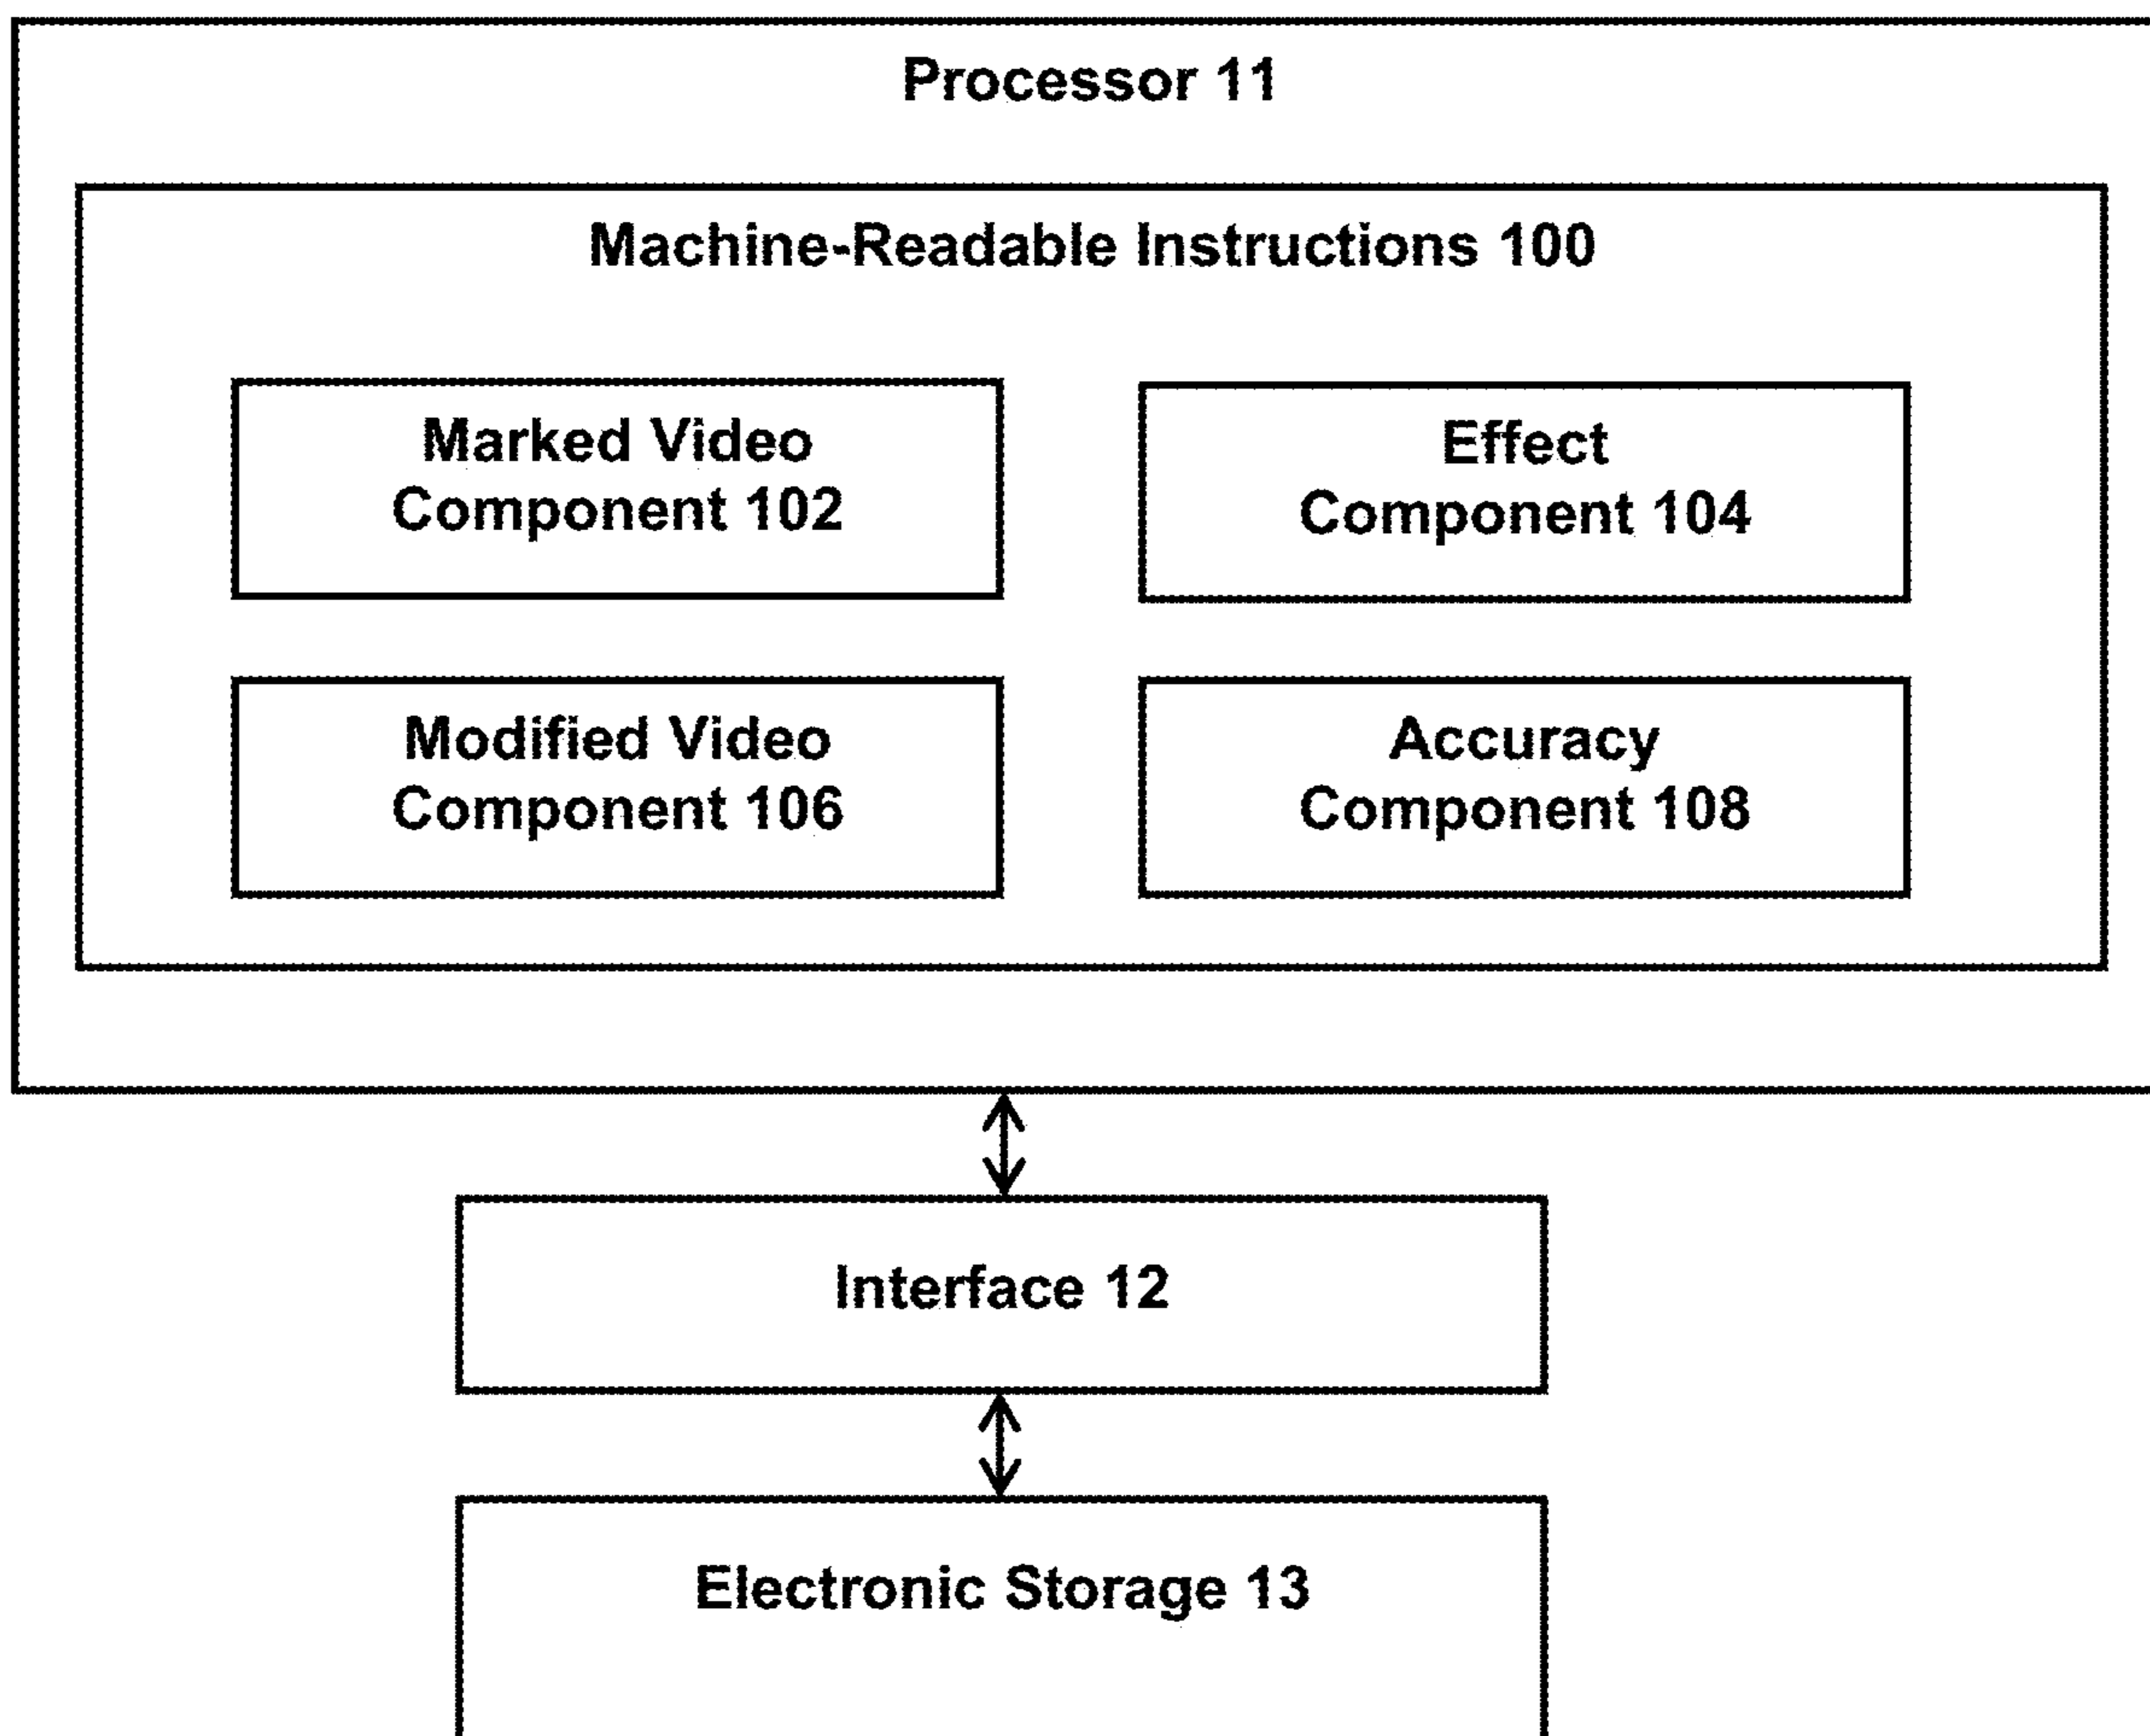 Processor 11
Machine-Readable Instructions 100
Marked Video
Component 102
Effect
Component 104
Modified Video
Component 106
Accuracy
Component 108
Interface 12
Electronic Storage 13